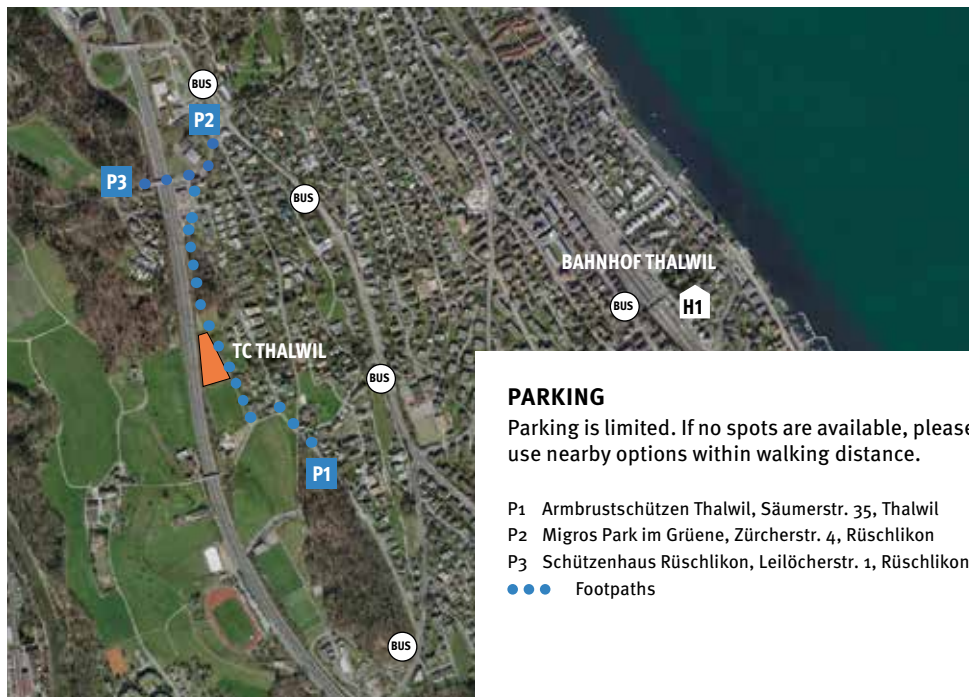 BUS
P2
P3
BUS
BAHNHOF THALWIL
BUS
H1
TC THALWIL
BUS
P1
BUS
PARKING
Parking is limited. If no spots are available, please
use nearby options within walking distance.
P1 Armbrustschützen Thalwil, Säumerstr. 35, Thalwil
P2 Migros Park im Grüene, Zürcherstr. 4, Rüschlikon
P3 Schützenhaus Rüschlikon, Leilöcherstr. 1, Rüschlikon
Footpaths